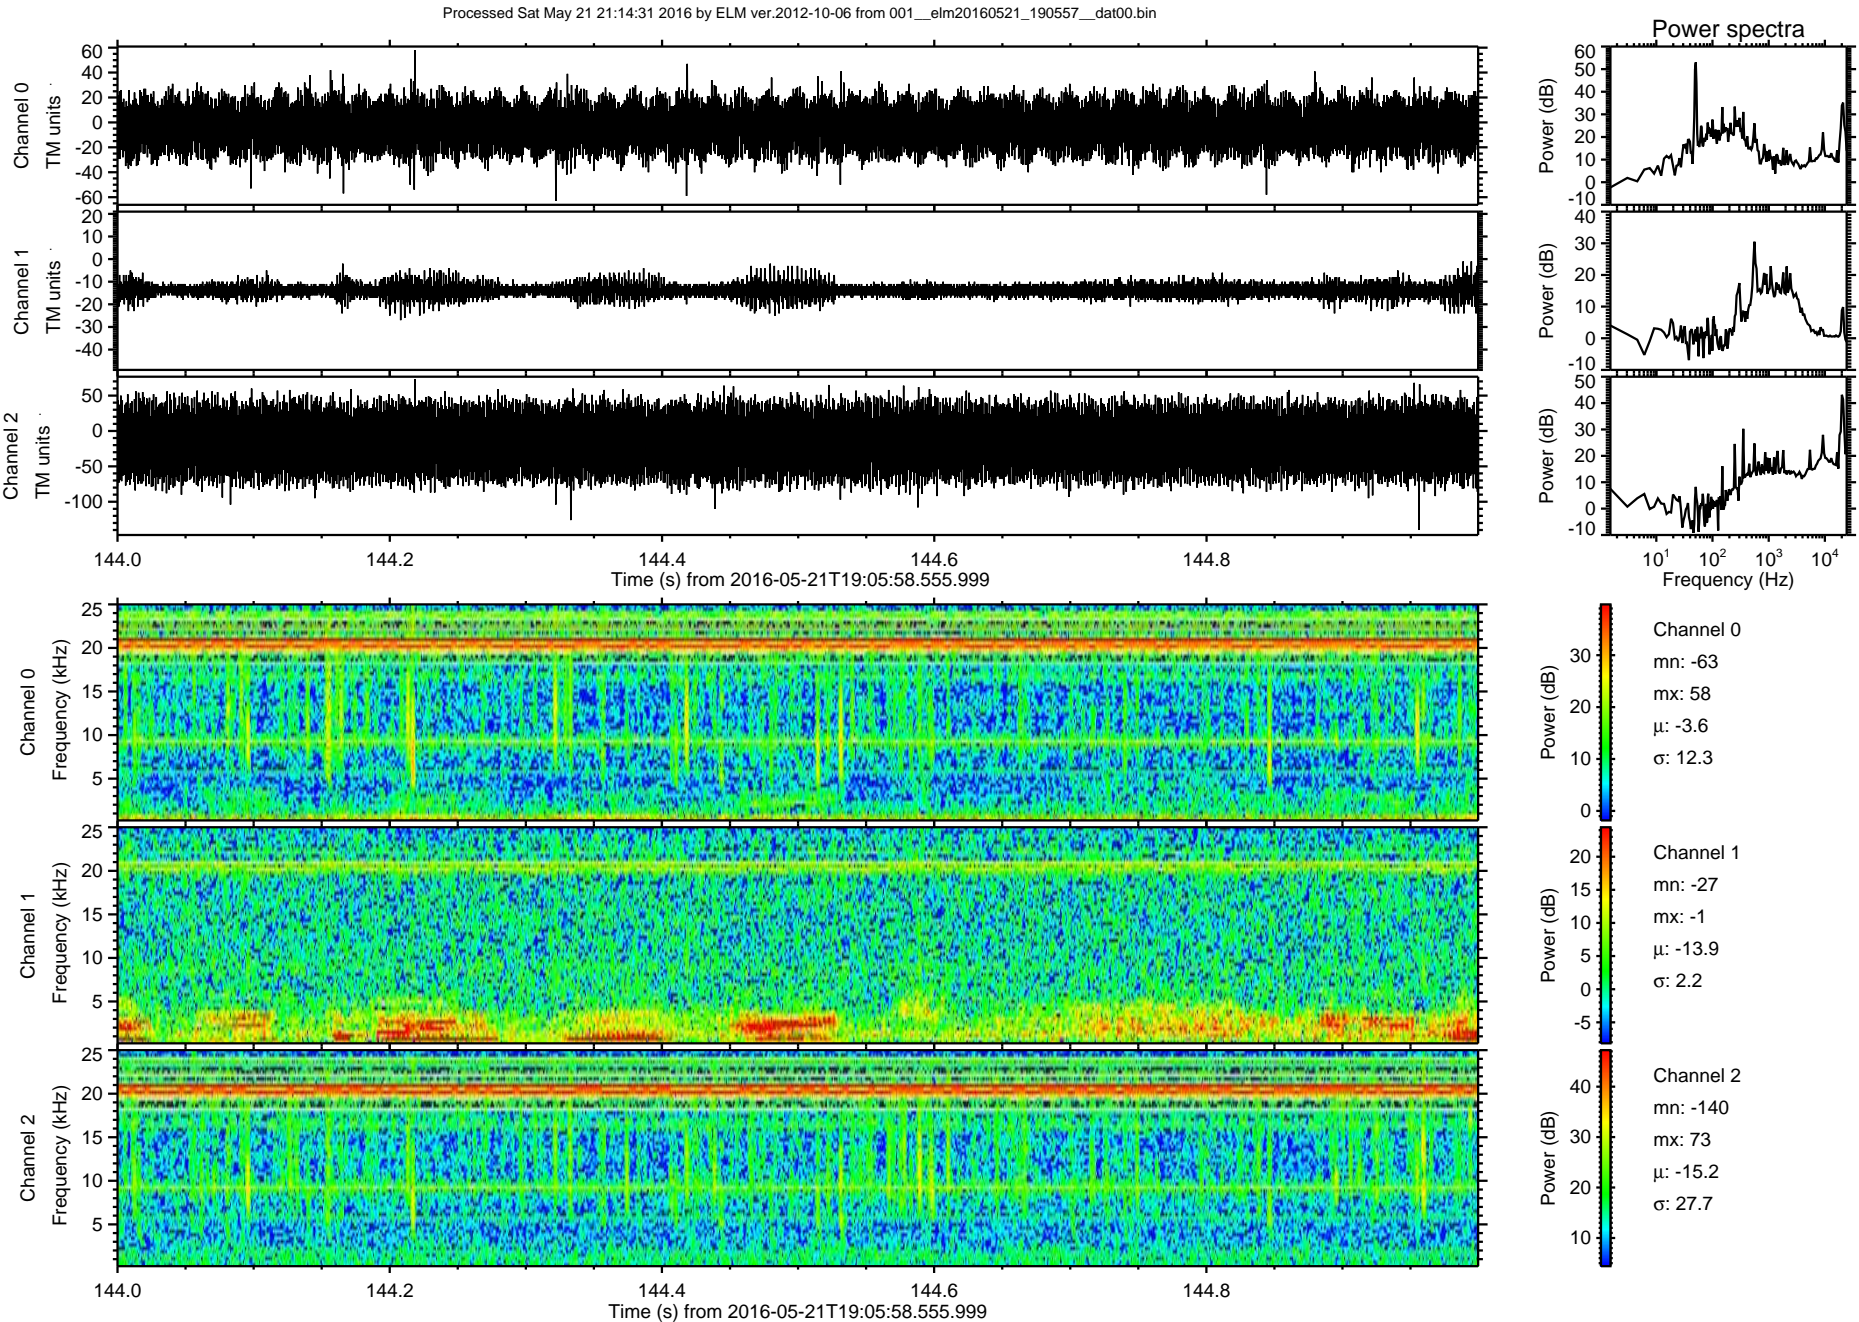 Processed Sat May 21 21:14:31 2016 by ELM ver.2012-10-06 from 001__elm20160521_190557__dat00.bin
Power spectra
Channel 0
TM units
60
40
20
0
-20
-40
-60
Power (dB)
60
50
40
30
20
10
0
-10
Channel 1
TM units
20
10
0
-10
-20
-30
-40
Power (dB)
40
30
20
10
0
-10
Channel 2
TM units
50
0
-50
-100
Power (dB)
50
40
30
20
10
0
-10
144.0 144.2 144.4 144.6 144.8
Time (s) from 2016-05-21T19:05:58.555.999
10¹ 10² 10³ 10⁴
Frequency (Hz)
Channel 0
Frequency (kHz)
25
20
15
10
5
Power (dB)
30
20
10
0
Channel 0
mn: -63
mx: 58
μ: -3.6
σ: 12.3
Channel 1
Frequency (kHz)
25
20
15
10
5
Power (dB)
20
15
10
5
0
-5
Channel 1
mn: -27
mx: -1
μ: -13.9
σ: 2.2
Channel 2
Frequency (kHz)
25
20
15
10
5
Power (dB)
40
30
20
10
Channel 2
mn: -140
mx: 73
μ: -15.2
σ: 27.7
144.0 144.2 144.4 144.6 144.8
Time (s) from 2016-05-21T19:05:58.555.999